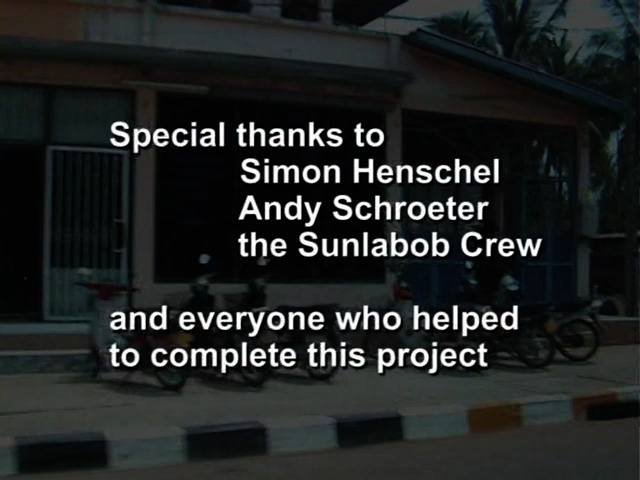 Special thanks to
Simon Henschel
Andy Schroeter
the Sunlabob Crew
and everyone who helped
to complete this project